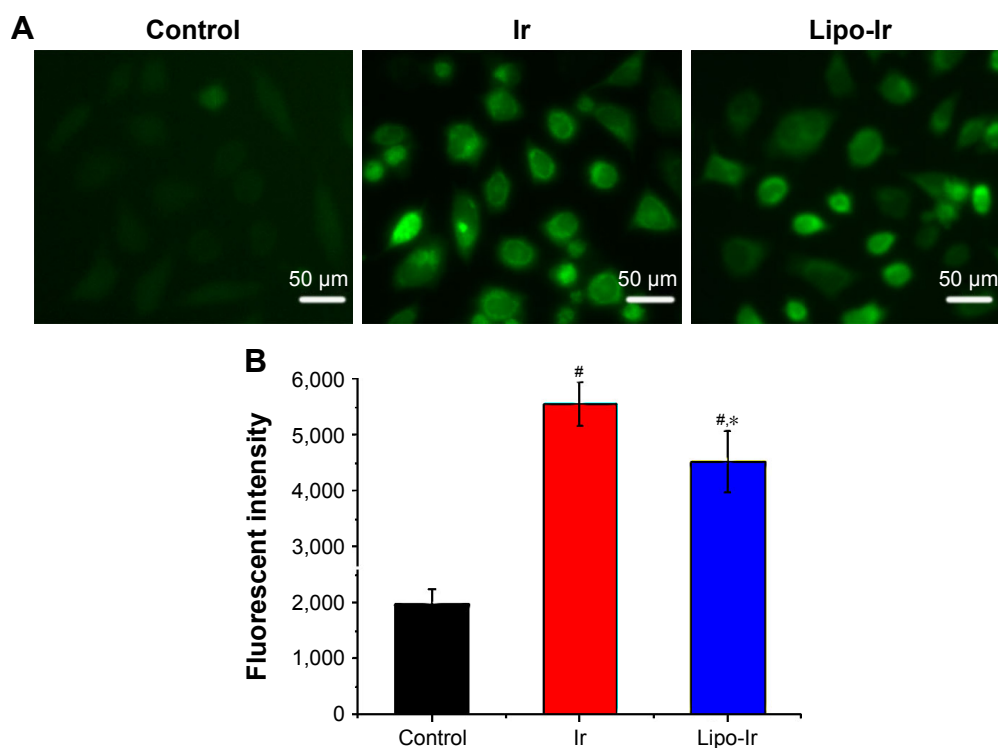 A
Control
Ir
Lipo-Ir
50 µm
50 µm
50 µm
B
Fluorescent intensity
6,000
5,000
4,000
3,000
2,000
1,000
0
#
#,*
Control
Ir
Lipo-Ir